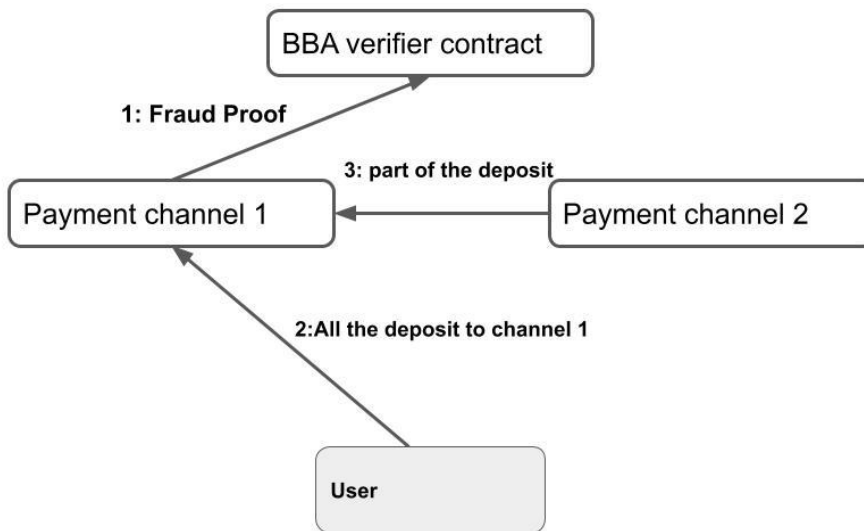 BBA verifier contract
1: Fraud Proof
3: part of the deposit
Payment channel 1
Payment channel 2
2:All the deposit to channel 1
User